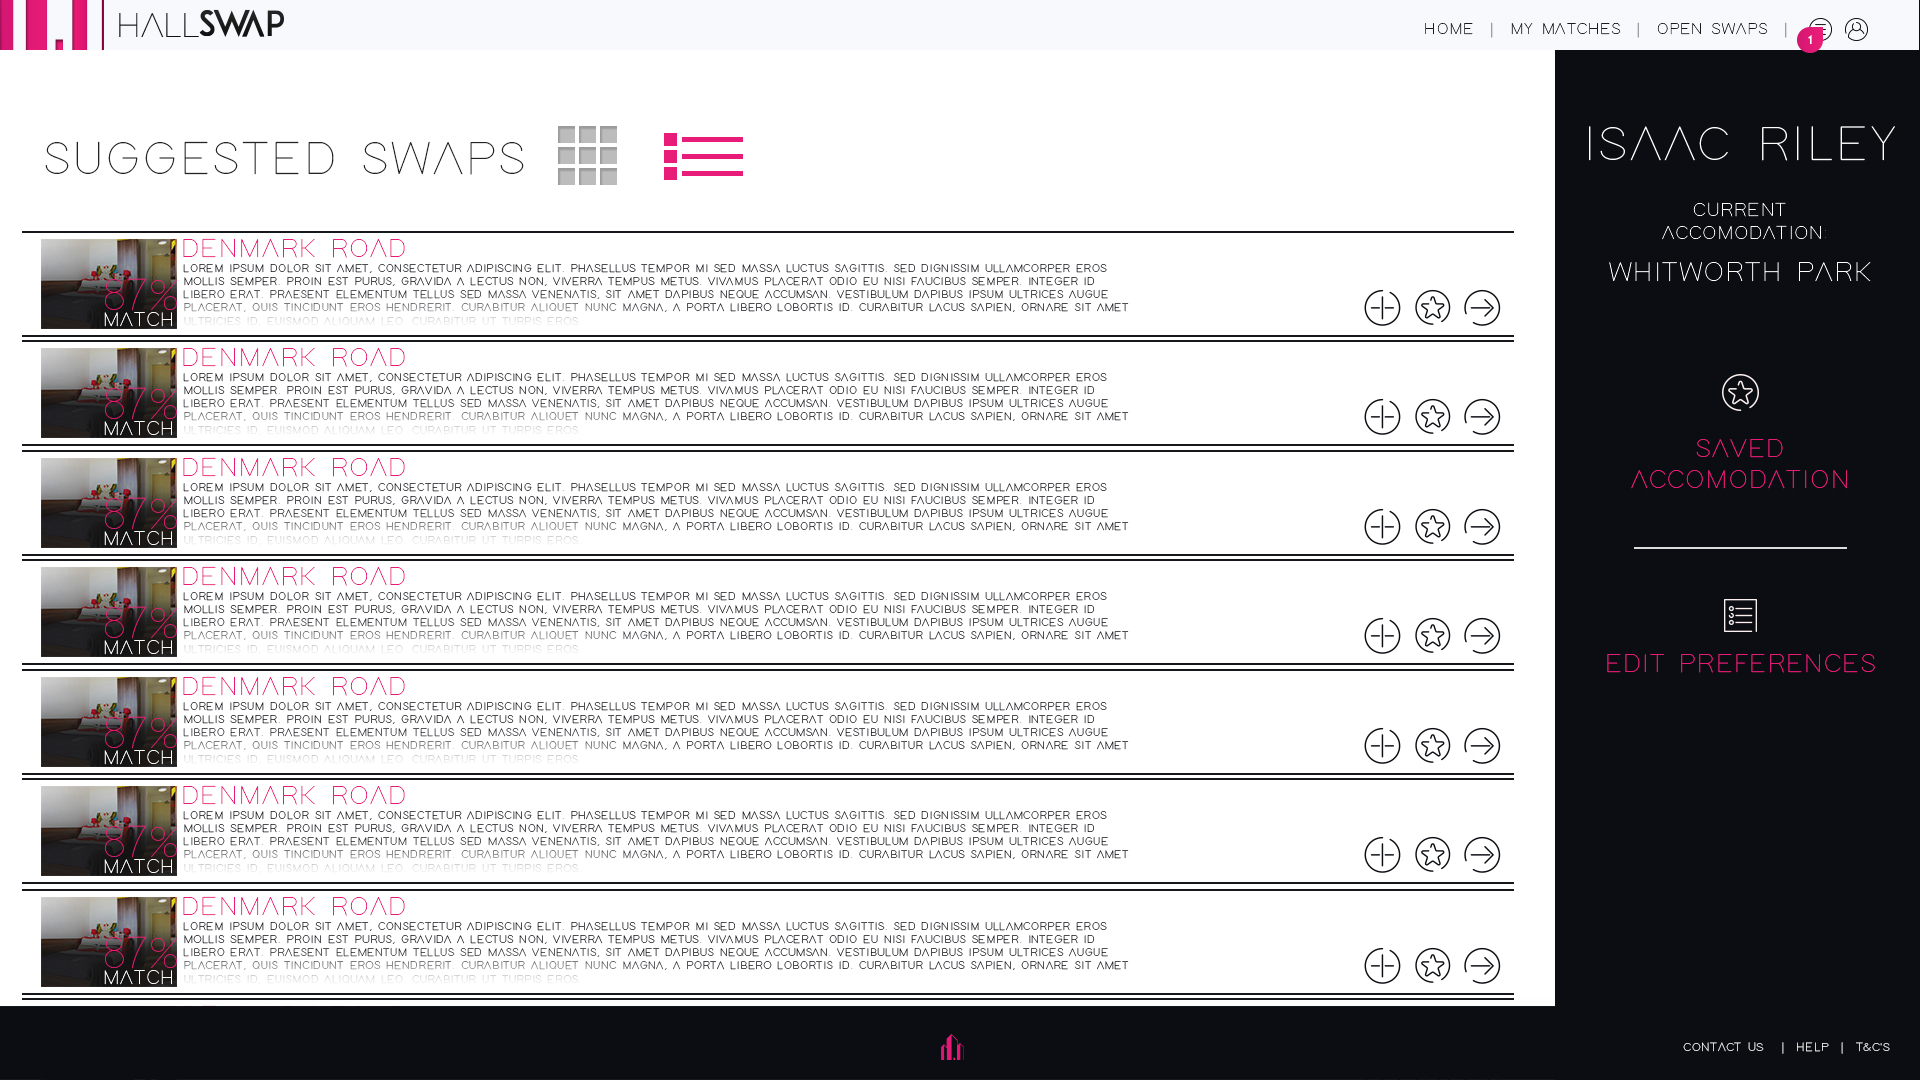 HALLSWAP
HOME | MY MATCHES | OPEN SWAPS |
1
SUGGESTED SWAPS
DENMARK ROAD
LOREM IPSUM DOLOR SIT AMET, CONSECTETUR ADIPISCING ELIT. PHASELLUS TEMPOR MI SED MASSA LUCTUS SAGITTIS. SED DIGNISSIM ULLAMCORPER EROS
MOLLIS SEMPER. PROIN EST PURUS, GRAVIDA A LECTUS NON, VIVERRA TEMPUS METUS. VIVAMUS PLACERAT ODIO EU NISI FAUCIBUS SEMPER. INTEGER ID
LIBERO ERAT. PRAESENT ELEMENTUM TELLUS SED MASSA VENENATIS, SIT AMET DAPIBUS NEQUE ACCUMSAN. VESTIBULUM DAPIBUS IPSUM ULTRICES AUGUE
PLACERAT, QUIS TINCIDUNT EROS HENDRERIT. CURABITUR ALIQUET NUNC MAGNA, A PORTA LIBERO LOBORTIS ID. CURABITUR LACUS SAPIEN, ORNARE SIT AMET
ULTRICIES ID, EUISMOD ALIQUAM LEO. CURABITUR UT TURPIS EROS.
87%
MATCH
DENMARK ROAD
LOREM IPSUM DOLOR SIT AMET, CONSECTETUR ADIPISCING ELIT. PHASELLUS TEMPOR MI SED MASSA LUCTUS SAGITTIS. SED DIGNISSIM ULLAMCORPER EROS
MOLLIS SEMPER. PROIN EST PURUS, GRAVIDA A LECTUS NON, VIVERRA TEMPUS METUS. VIVAMUS PLACERAT ODIO EU NISI FAUCIBUS SEMPER. INTEGER ID
LIBERO ERAT. PRAESENT ELEMENTUM TELLUS SED MASSA VENENATIS, SIT AMET DAPIBUS NEQUE ACCUMSAN. VESTIBULUM DAPIBUS IPSUM ULTRICES AUGUE
PLACERAT, QUIS TINCIDUNT EROS HENDRERIT. CURABITUR ALIQUET NUNC MAGNA, A PORTA LIBERO LOBORTIS ID. CURABITUR LACUS SAPIEN, ORNARE SIT AMET
ULTRICIES ID, EUISMOD ALIQUAM LEO. CURABITUR UT TURPIS EROS.
87%
MATCH
DENMARK ROAD
LOREM IPSUM DOLOR SIT AMET, CONSECTETUR ADIPISCING ELIT. PHASELLUS TEMPOR MI SED MASSA LUCTUS SAGITTIS. SED DIGNISSIM ULLAMCORPER EROS
MOLLIS SEMPER. PROIN EST PURUS, GRAVIDA A LECTUS NON, VIVERRA TEMPUS METUS. VIVAMUS PLACERAT ODIO EU NISI FAUCIBUS SEMPER. INTEGER ID
LIBERO ERAT. PRAESENT ELEMENTUM TELLUS SED MASSA VENENATIS, SIT AMET DAPIBUS NEQUE ACCUMSAN. VESTIBULUM DAPIBUS IPSUM ULTRICES AUGUE
PLACERAT, QUIS TINCIDUNT EROS HENDRERIT. CURABITUR ALIQUET NUNC MAGNA, A PORTA LIBERO LOBORTIS ID. CURABITUR LACUS SAPIEN, ORNARE SIT AMET
ULTRICIES ID, EUISMOD ALIQUAM LEO. CURABITUR UT TURPIS EROS.
87%
MATCH
DENMARK ROAD
LOREM IPSUM DOLOR SIT AMET, CONSECTETUR ADIPISCING ELIT. PHASELLUS TEMPOR MI SED MASSA LUCTUS SAGITTIS. SED DIGNISSIM ULLAMCORPER EROS
MOLLIS SEMPER. PROIN EST PURUS, GRAVIDA A LECTUS NON, VIVERRA TEMPUS METUS. VIVAMUS PLACERAT ODIO EU NISI FAUCIBUS SEMPER. INTEGER ID
LIBERO ERAT. PRAESENT ELEMENTUM TELLUS SED MASSA VENENATIS, SIT AMET DAPIBUS NEQUE ACCUMSAN. VESTIBULUM DAPIBUS IPSUM ULTRICES AUGUE
PLACERAT, QUIS TINCIDUNT EROS HENDRERIT. CURABITUR ALIQUET NUNC MAGNA, A PORTA LIBERO LOBORTIS ID. CURABITUR LACUS SAPIEN, ORNARE SIT AMET
ULTRICIES ID, EUISMOD ALIQUAM LEO. CURABITUR UT TURPIS EROS.
87%
MATCH
DENMARK ROAD
LOREM IPSUM DOLOR SIT AMET, CONSECTETUR ADIPISCING ELIT. PHASELLUS TEMPOR MI SED MASSA LUCTUS SAGITTIS. SED DIGNISSIM ULLAMCORPER EROS
MOLLIS SEMPER. PROIN EST PURUS, GRAVIDA A LECTUS NON, VIVERRA TEMPUS METUS. VIVAMUS PLACERAT ODIO EU NISI FAUCIBUS SEMPER. INTEGER ID
LIBERO ERAT. PRAESENT ELEMENTUM TELLUS SED MASSA VENENATIS, SIT AMET DAPIBUS NEQUE ACCUMSAN. VESTIBULUM DAPIBUS IPSUM ULTRICES AUGUE
PLACERAT, QUIS TINCIDUNT EROS HENDRERIT. CURABITUR ALIQUET NUNC MAGNA, A PORTA LIBERO LOBORTIS ID. CURABITUR LACUS SAPIEN, ORNARE SIT AMET
ULTRICIES ID, EUISMOD ALIQUAM LEO. CURABITUR UT TURPIS EROS.
87%
MATCH
DENMARK ROAD
LOREM IPSUM DOLOR SIT AMET, CONSECTETUR ADIPISCING ELIT. PHASELLUS TEMPOR MI SED MASSA LUCTUS SAGITTIS. SED DIGNISSIM ULLAMCORPER EROS
MOLLIS SEMPER. PROIN EST PURUS, GRAVIDA A LECTUS NON, VIVERRA TEMPUS METUS. VIVAMUS PLACERAT ODIO EU NISI FAUCIBUS SEMPER. INTEGER ID
LIBERO ERAT. PRAESENT ELEMENTUM TELLUS SED MASSA VENENATIS, SIT AMET DAPIBUS NEQUE ACCUMSAN. VESTIBULUM DAPIBUS IPSUM ULTRICES AUGUE
PLACERAT, QUIS TINCIDUNT EROS HENDRERIT. CURABITUR ALIQUET NUNC MAGNA, A PORTA LIBERO LOBORTIS ID. CURABITUR LACUS SAPIEN, ORNARE SIT AMET
ULTRICIES ID, EUISMOD ALIQUAM LEO. CURABITUR UT TURPIS EROS.
87%
MATCH
DENMARK ROAD
LOREM IPSUM DOLOR SIT AMET, CONSECTETUR ADIPISCING ELIT. PHASELLUS TEMPOR MI SED MASSA LUCTUS SAGITTIS. SED DIGNISSIM ULLAMCORPER EROS
MOLLIS SEMPER. PROIN EST PURUS, GRAVIDA A LECTUS NON, VIVERRA TEMPUS METUS. VIVAMUS PLACERAT ODIO EU NISI FAUCIBUS SEMPER. INTEGER ID
LIBERO ERAT. PRAESENT ELEMENTUM TELLUS SED MASSA VENENATIS, SIT AMET DAPIBUS NEQUE ACCUMSAN. VESTIBULUM DAPIBUS IPSUM ULTRICES AUGUE
PLACERAT, QUIS TINCIDUNT EROS HENDRERIT. CURABITUR ALIQUET NUNC MAGNA, A PORTA LIBERO LOBORTIS ID. CURABITUR LACUS SAPIEN, ORNARE SIT AMET
ULTRICIES ID, EUISMOD ALIQUAM LEO. CURABITUR UT TURPIS EROS.
87%
MATCH
ISAAC RILEY
CURRENT
ACCOMODATION:
WHITWORTH PARK
SAVED
ACCOMODATION
EDIT PREFERENCES
CONTACT US | HELP | T&C'S